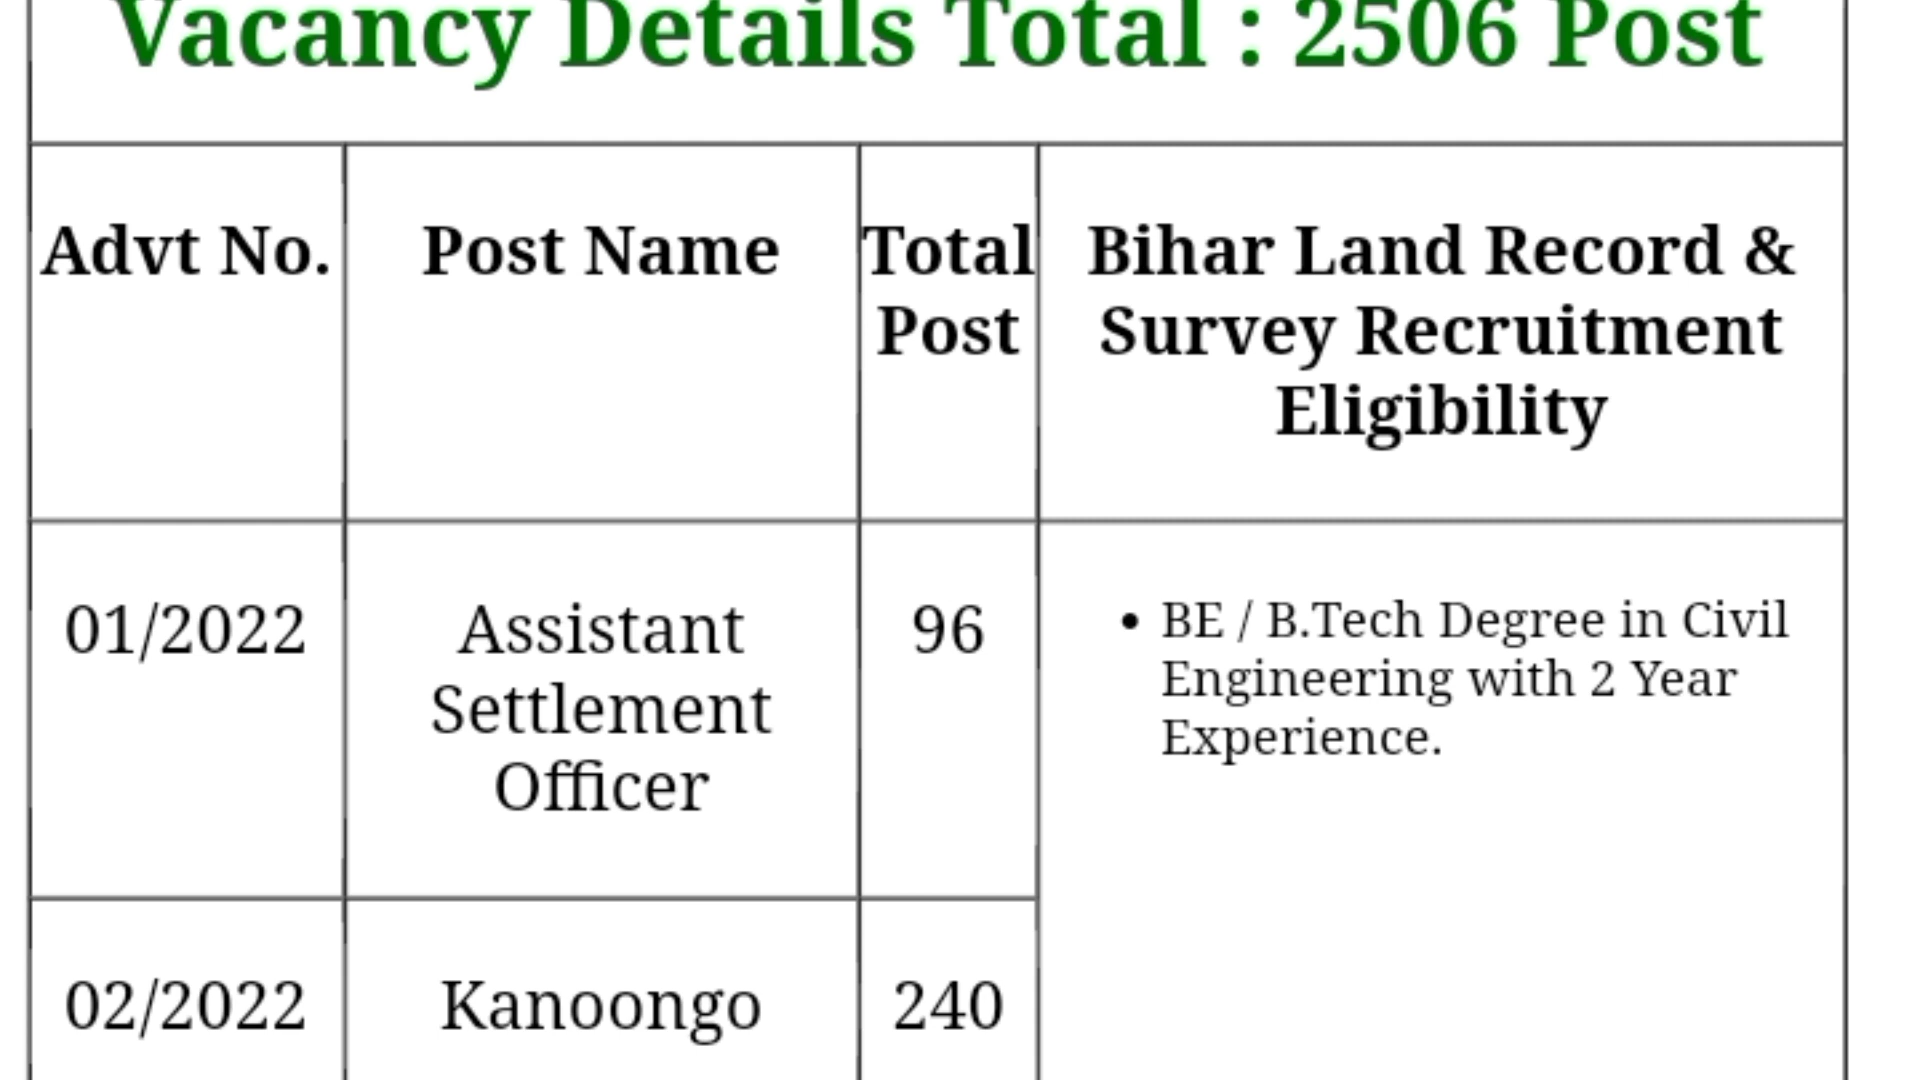 Vacancy Details Total : 2506 Post
Advt No.
Post Name
Total
Post
Bihar Land Record &
Survey Recruitment
Eligibility
01/2022
Assistant
Settlement
Officer
96
• BE / B.Tech Degree in Civil
Engineering with 2 Year
Experience.
02/2022
Kanoongo
240